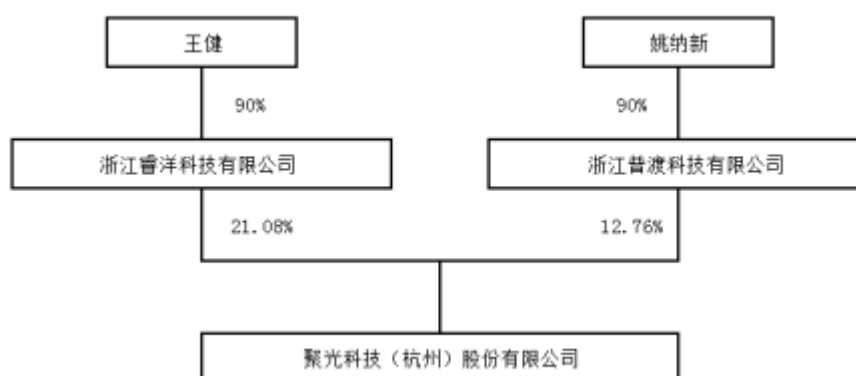 王健
姚纳新
90%
90%
浙江睿洋科技有限公司
浙江普渡科技有限公司
21.08%
12.76%
聚光科技（杭州）股份有限公司